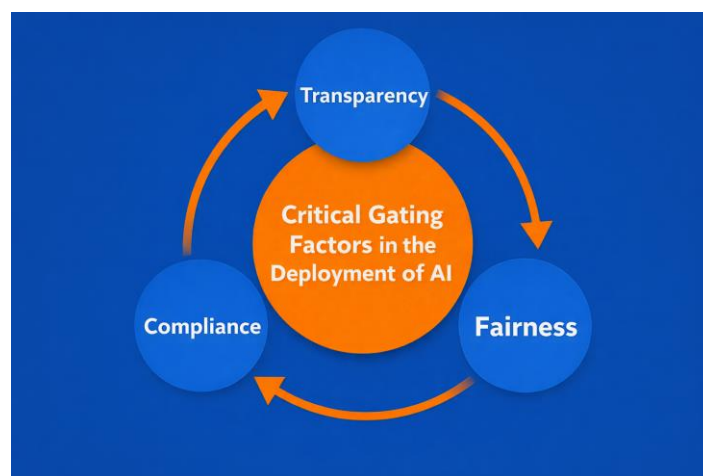 Transparency
Critical Gating
Factors in the
Deployment of AI
Compliance
Fairness